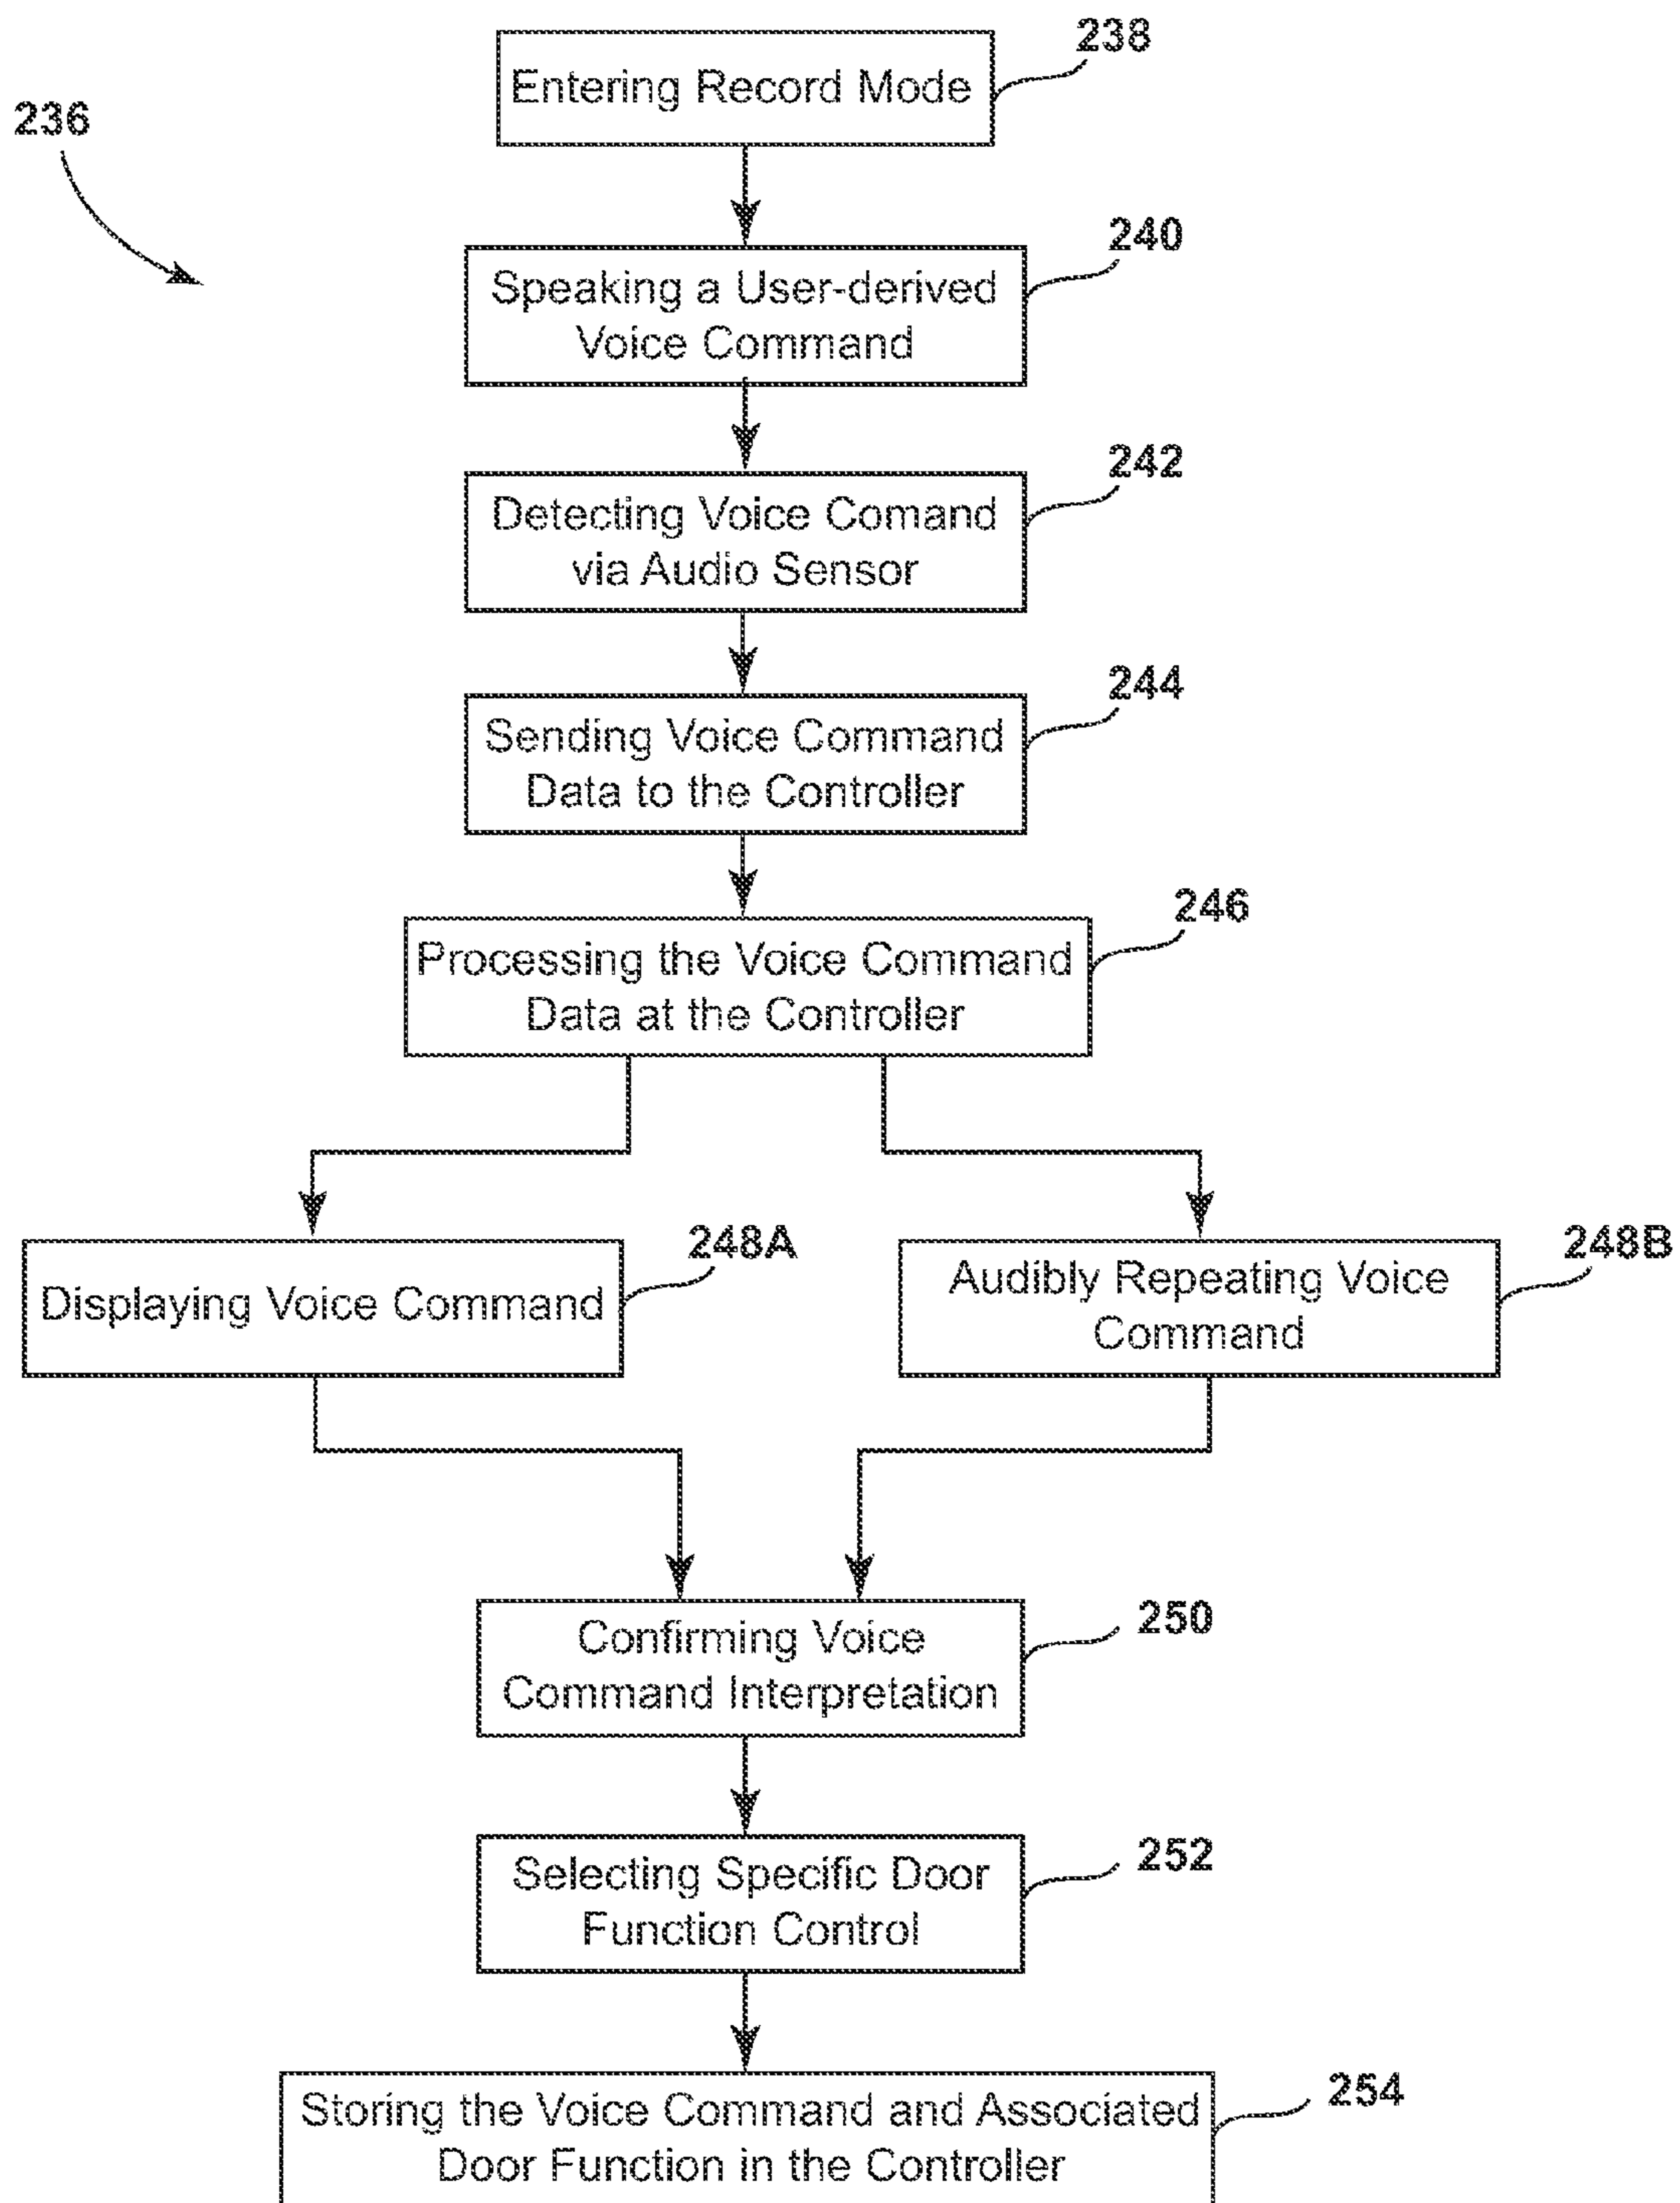 238
Entering Record Mode
236
240
Speaking a User-derived
Voice Command
242
Detecting Voice Comand
via Audio Sensor
244
Sending Voice Command
Data to the Controller
246
Processing the Voice Command
Data at the Controller
248A
Displaying Voice Command
248B
Audibly Repeating Voice
Command
250
Confirming Voice
Command Interpretation
252
Selecting Specific Door
Function Control
254
Storing the Voice Command and Associated
Door Function in the Controller